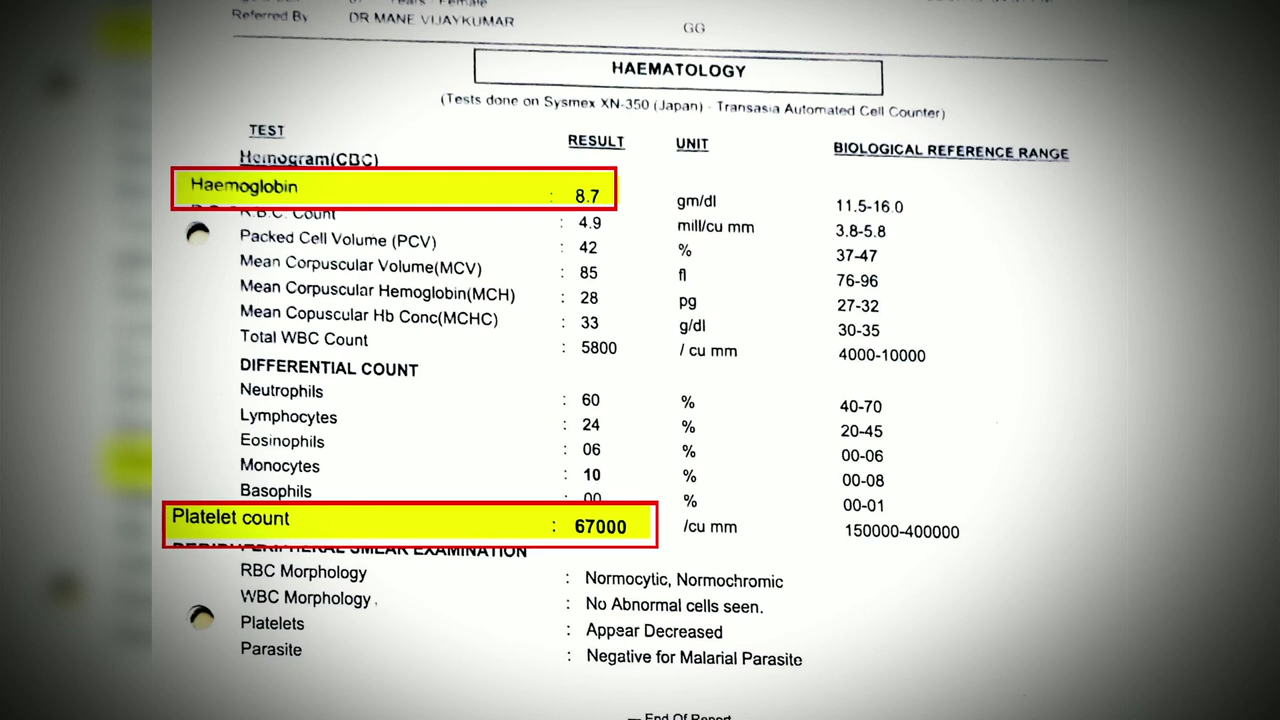 Years Female
Referred By DR MANE VIJAYKUMAR
GG
HAEMATOLOGY
(Tests done on Sysmex XN-350 (Japan) - Transasia Automated Cell Counter)
TEST RESULT UNIT BIOLOGICAL REFERENCE RANGE
Hemogram(CBC)
Haemoglobin : 8.7 gm/dl 11.5-16.0
R.B.C. Count : 4.9 mill/cu mm 3.8-5.8
Packed Cell Volume (PCV) : 42 % 37-47
Mean Corpuscular Volume(MCV) : 85 fl 76-96
Mean Corpuscular Hemoglobin(MCH) : 28 pg 27-32
Mean Copuscular Hb Conc(MCHC) : 33 g/dl 30-35
Total WBC Count : 5800 / cu mm 4000-10000
DIFFERENTIAL COUNT
Neutrophils : 60 % 40-70
Lymphocytes : 24 % 20-45
Eosinophils : 06 % 00-06
Monocytes : 10 % 00-08
Basophils : 00 % 00-01
Platelet count : 67000 /cu mm 150000-400000
PERIPHERAL SMEAR EXAMINATION
RBC Morphology : Normocytic, Normochromic
WBC Morphology . : No Abnormal cells seen.
Platelets : Appear Decreased
Parasite : Negative for Malarial Parasite
--- End Of Report